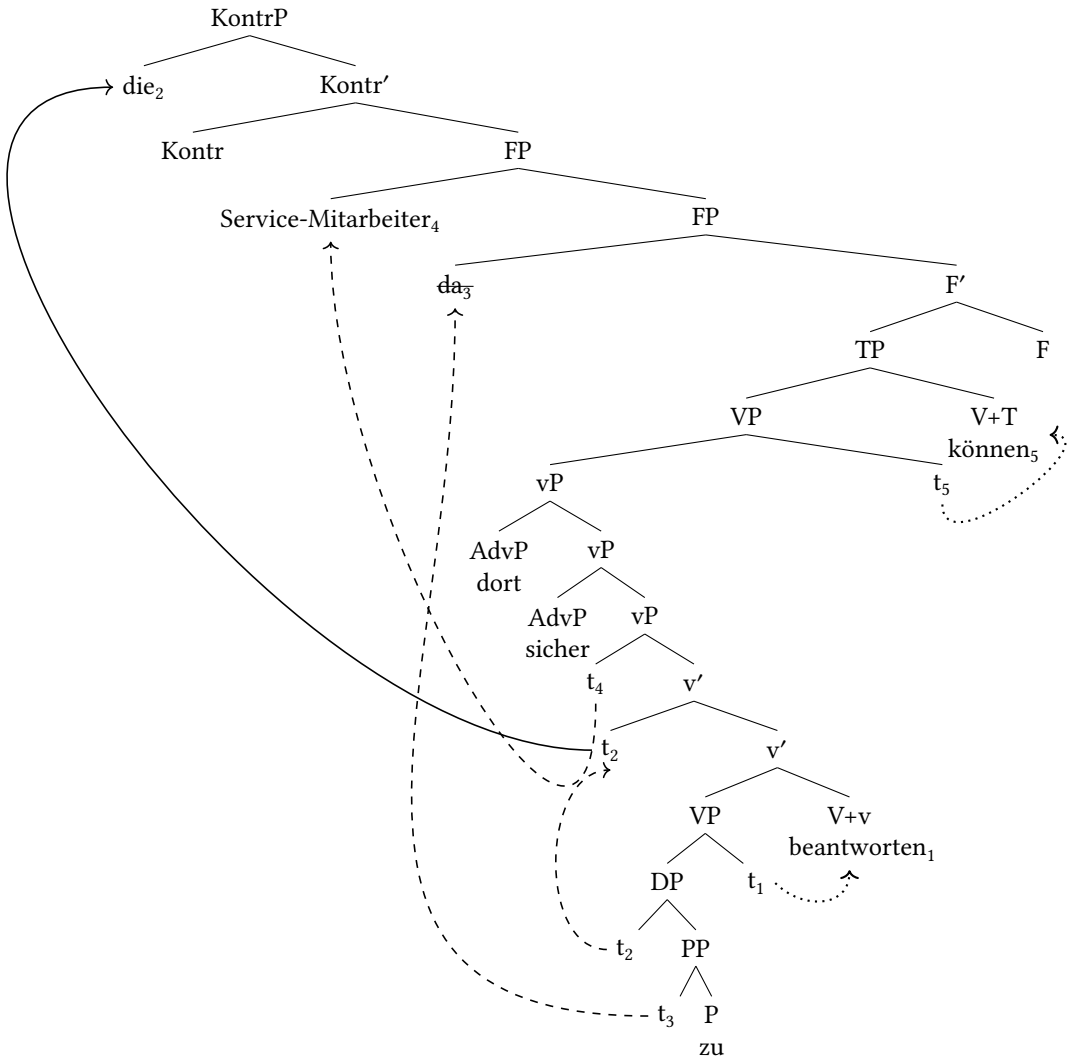 KontrP
die₂ Kontr′
Kontr FP
Service-Mitarbeiter₄ FP
da₃ F′
TP F
VP V+T
können₅
vP t₅
AdvP vP
dort
AdvP vP
sicher
t₄ v′
t₂ v′
VP V+v
beantworten₁
DP t₁
t₂ PP
t₃ P
zu